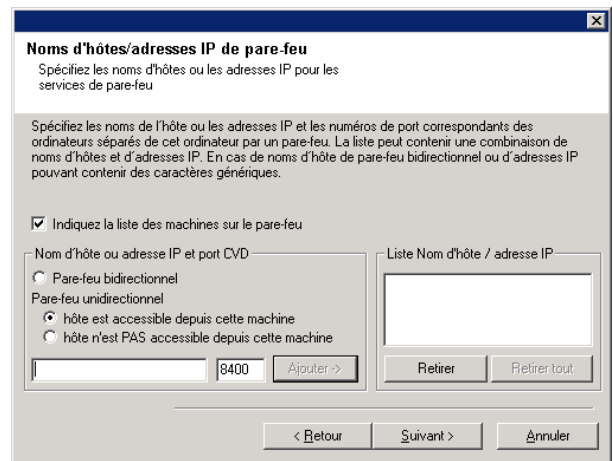 Noms d'hôtes/adresses IP de pare-feu
Spécifiez les noms d'hôtes ou les adresses IP pour les
services de pare-feu
Spécifiez les noms de l'hôte ou les adresses IP et les numéros de port correspondants des
ordinateurs séparés de cet ordinateur par un pare-feu. La liste peut contenir une combinaison de
noms d'hôtes et d'adresses IP. En cas de noms d'hôte de pare-feu bidirectionnel ou d'adresses IP
pouvant contenir des caractères génériques.
Indiquez la liste des machines sur le pare-feu
Nom d'hôte ou adresse IP et port CVD
Pare-feu bidirectionnel
Pare-feu unidirectionnel
hôte est accessible depuis cette machine
hôte n'est PAS accessible depuis cette machine
8400
Ajouter ->
Liste Nom d'hôte / adresse IP
Retirer
Retirer tout
< Retour
Suivant >
Annuler